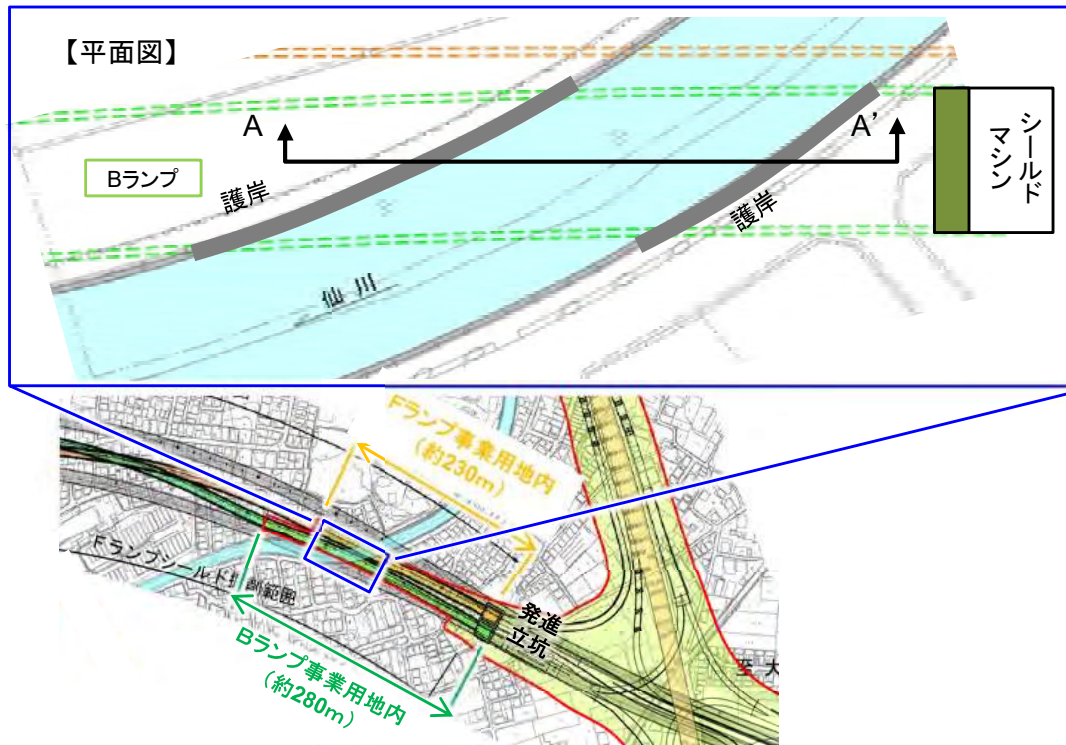 【平面図】
A
A’
Bランプ
護岸
護岸
仙川
シールド
マシン
Fランプ事業用地内
（約230m）
Fランプシールド掘削範囲
発進
立坑
Bランプ事業用地内
（約280m）
至 大